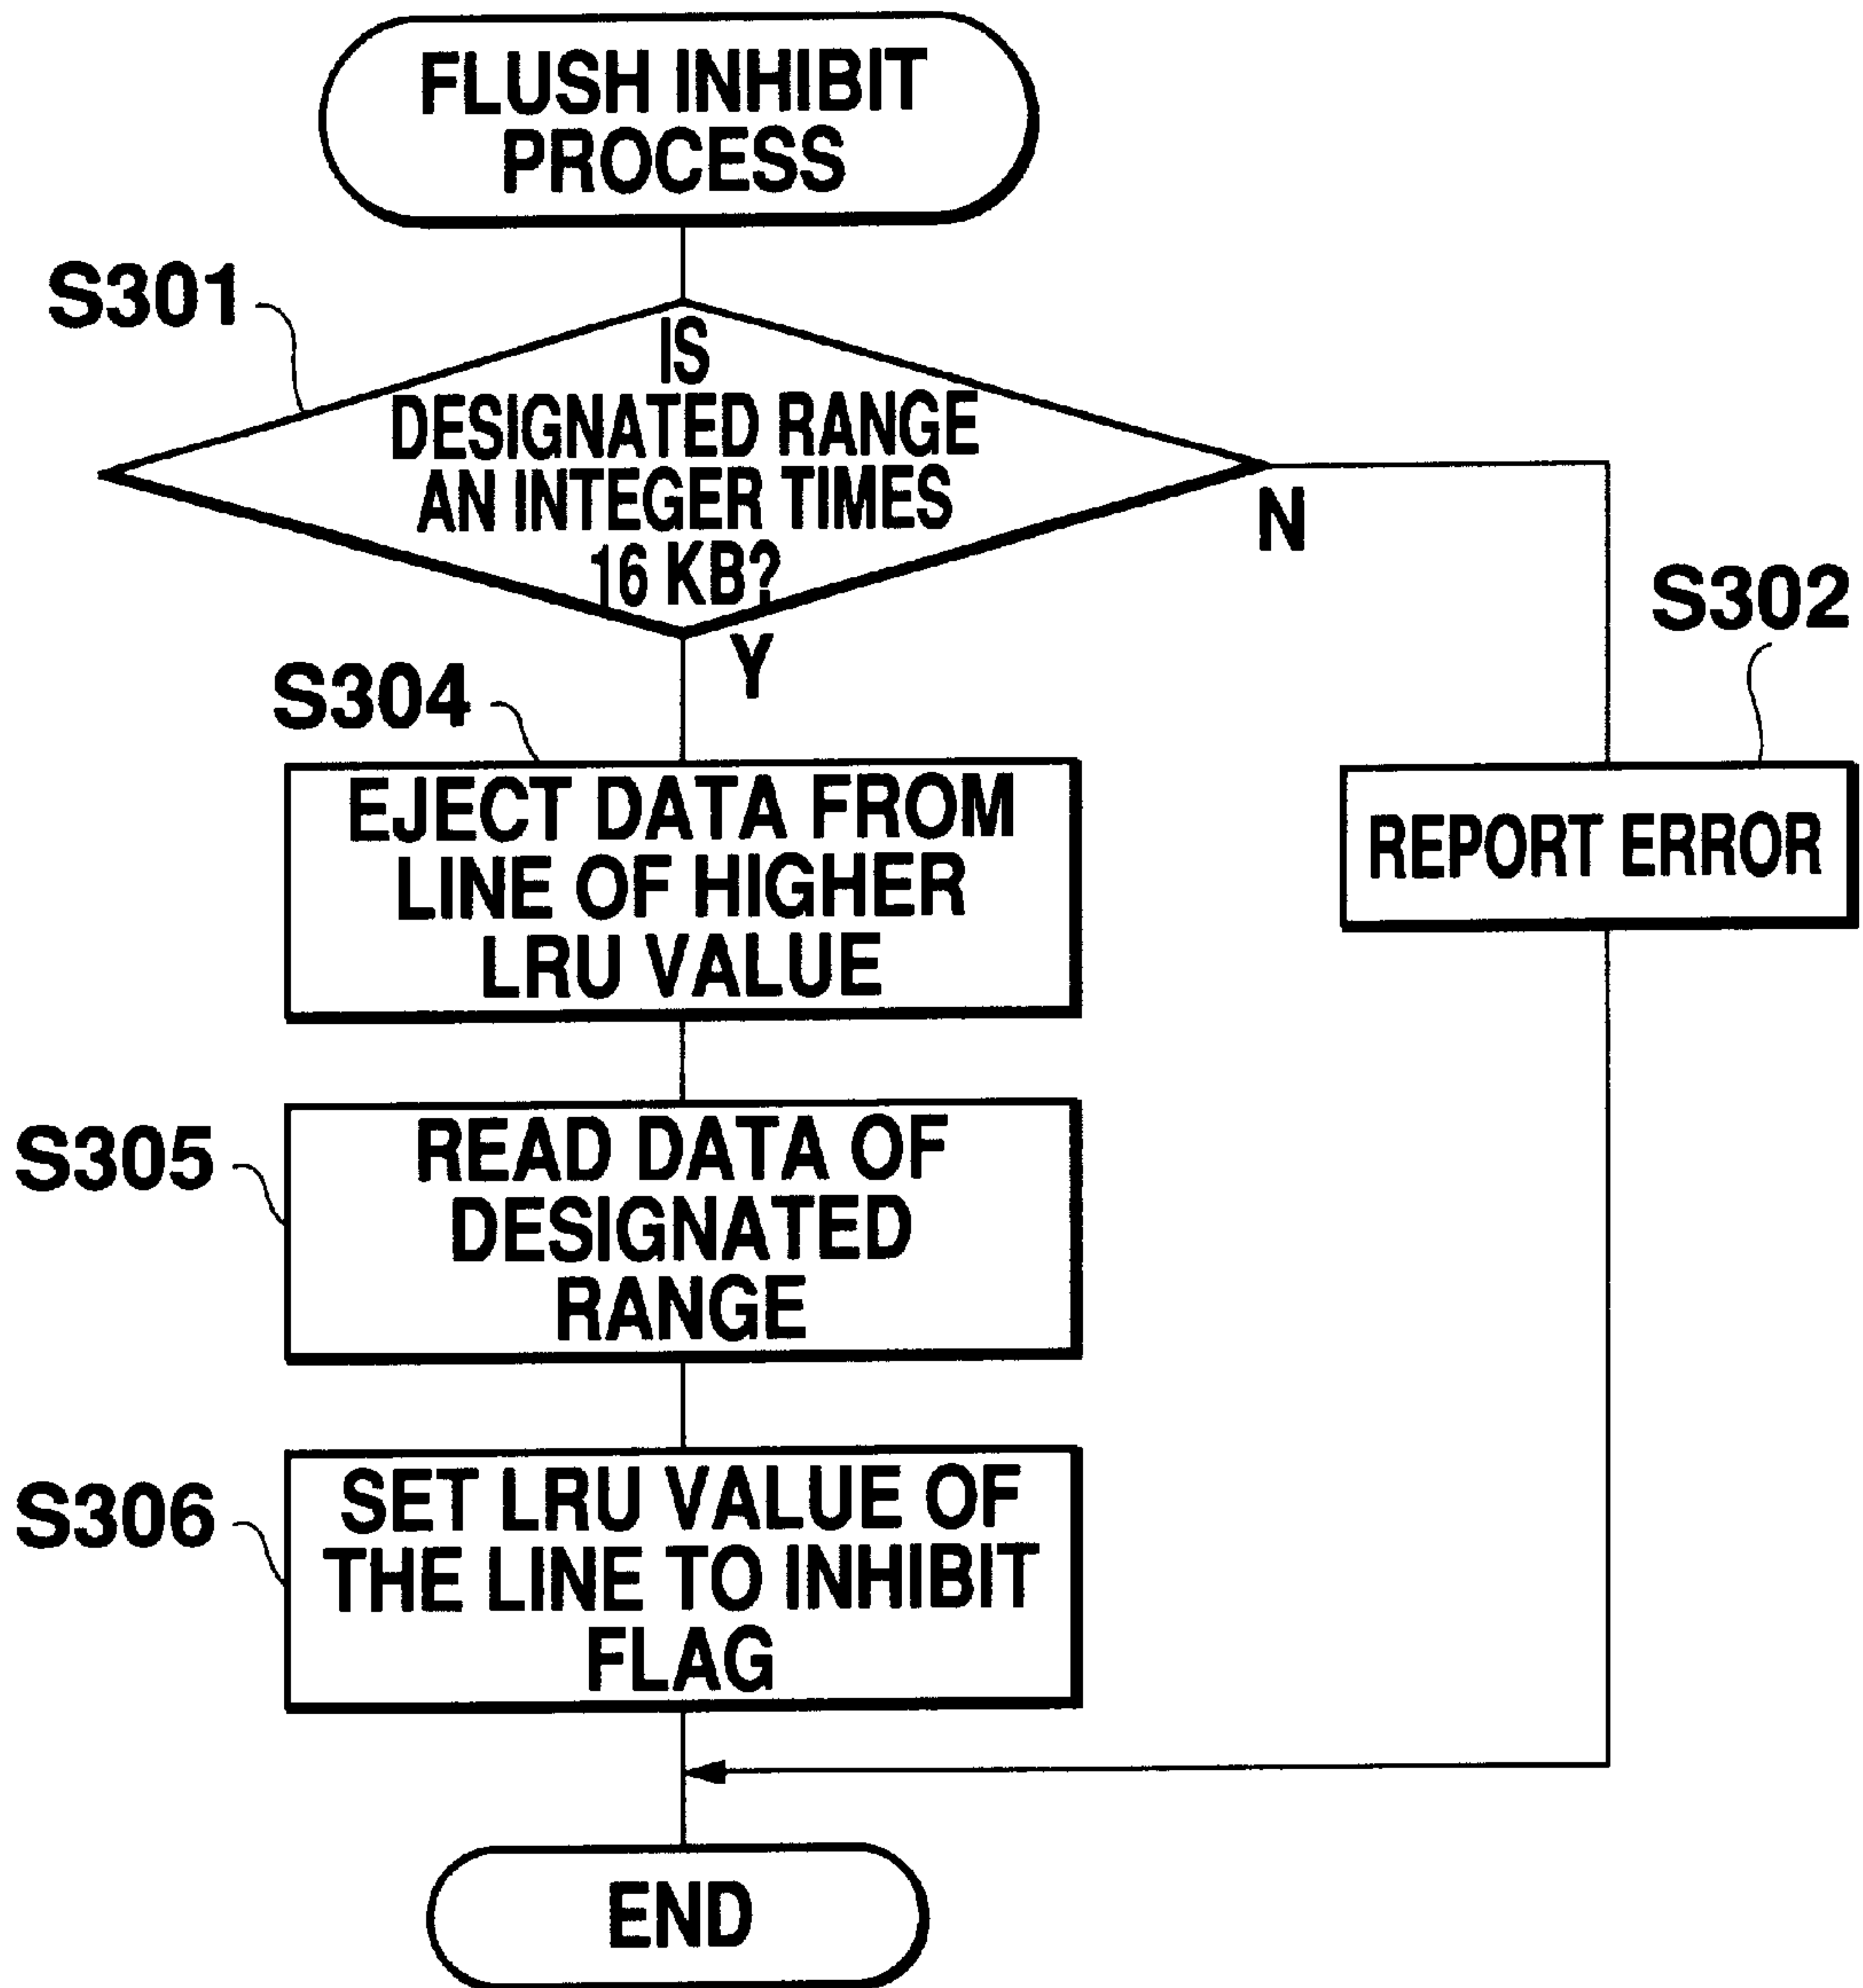 FLUSH INHIBIT
PROCESS
S301
IS
DESIGNATED RANGE
AN INTEGER TIMES
16 KB?
N
S302
Y
S304
EJECT DATA FROM
LINE OF HIGHER
LRU VALUE
REPORT ERROR
S305
READ DATA OF
DESIGNATED
RANGE
S306
SET LRU VALUE OF
THE LINE TO INHIBIT
FLAG
END